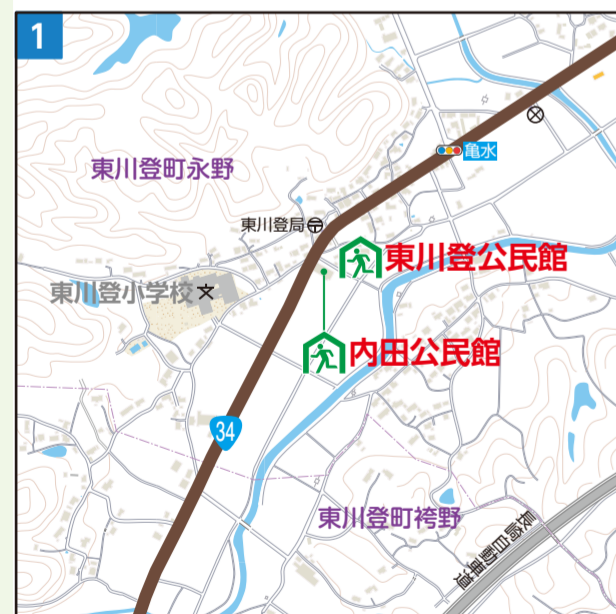 1
亀水
東川登町永野
東川登局
東川登公民館
東川登小学校
内田公民館
34
東川登町袴野
長崎自動車道